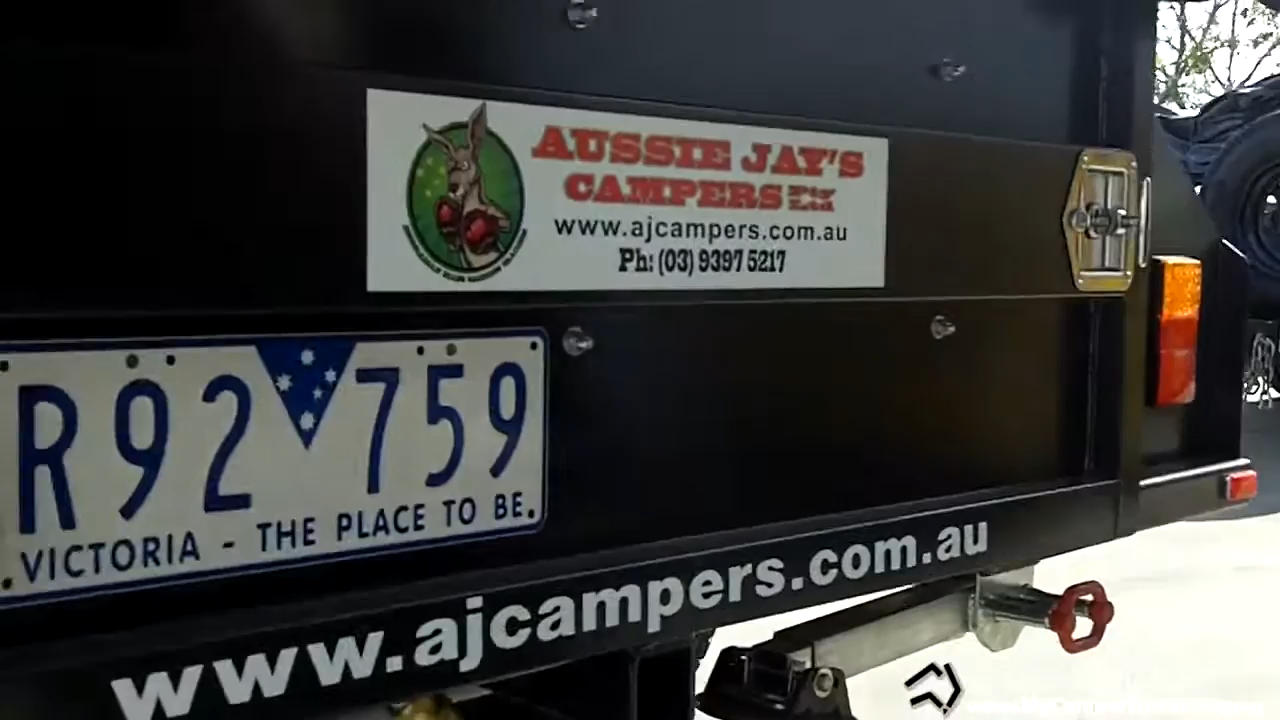 AUSSIE JAY'S
CAMPERS
www.ajcampers.com.au
Ph: (03) 9397 5217
R92 759
VICTORIA - THE PLACE TO BE.
www.ajcampers.com.au